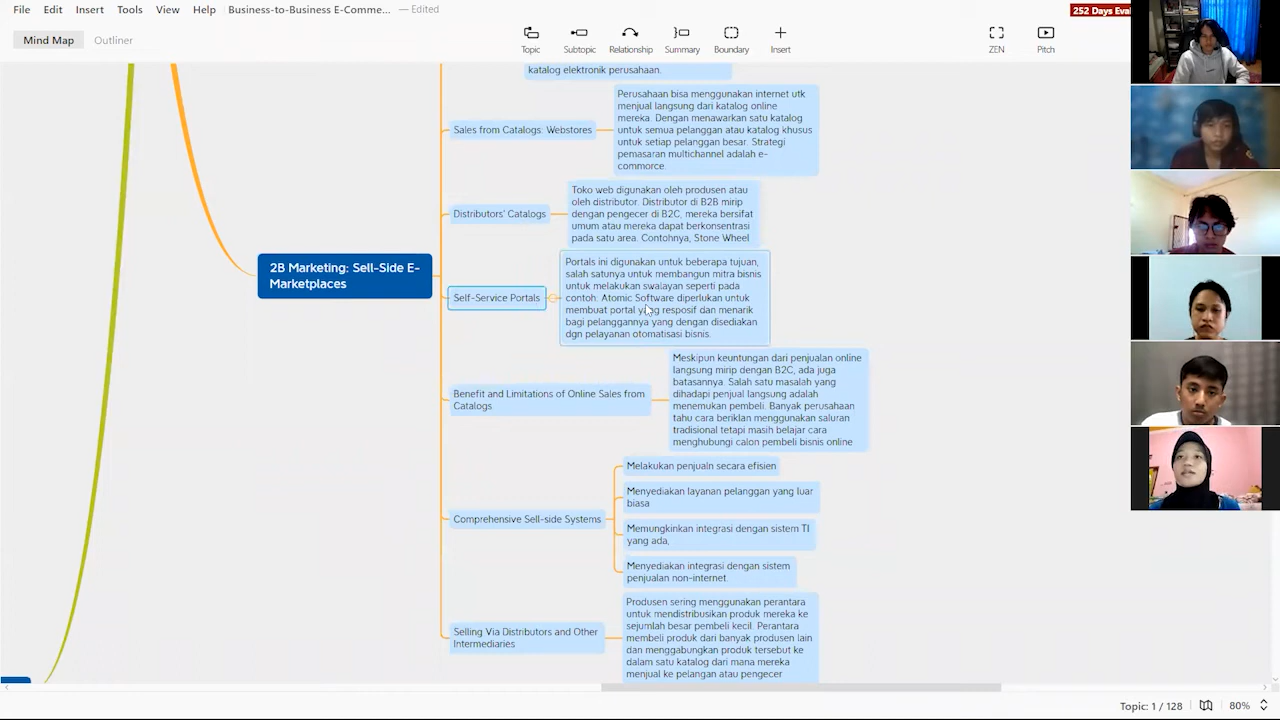 File Edit Insert Tools View Help Business-to-Business E-Comme... — Edited
252 Days Eval
Mind Map Outliner
Topic Subtopic Relationship Summary Boundary Insert ZEN Pitch
katalog elektronik perusahaan.
Sales from Catalogs: Webstores
Perusahaan bisa menggunakan internet utk
menjual langsung dari katalog online
mereka. Dengan menawarkan satu katalog
untuk semua pelanggan atau katalog khusus
untuk setiap pelanggan besar. Strategi
pemasaran multichannel adalah e-
commorce.
Distributors' Catalogs
Toko web digunakan oleh produsen atau
oleh distributor. Distributor di B2B mirip
dengan pengecer di B2C, mereka bersifat
umum atau mereka dapat berkonsentrasi
pada satu area. Contohnya, Stone Wheel
2B Marketing: Sell-Side E-
Marketplaces
Self-Service Portals
Portals ini digunakan untuk beberapa tujuan,
salah satunya untuk membangun mitra bisnis
untuk melakukan swalayan seperti pada
contoh. Atomic Software diperlukan untuk
membuat portal yang resposif dan menarik
bagi pelanggannya yang dengan disediakan
dgn pelayanan otomatisasi bisnis.
Benefit and Limitations of Online Sales from
Catalogs
Meskipun keuntungan dari penjualan online
langsung mirip dengan B2C, ada juga
batasannya. Salah satu masalah yang
dihadapi penjual langsung adalah
menemukan pembeli. Banyak perusahaan
tahu cara beriklan menggunakan saluran
tradisional tetapi masih belajar cara
menghubungi calon pembeli bisnis online
Comprehensive Sell-side Systems
Melakukan penjualn secara efisien
Menyediakan layanan pelanggan yang luar
biasa
Memungkinkan integrasi dengan sistem TI
yang ada,
Menyediakan integrasi dengan sistem
penjualan non-internet.
Selling Via Distributors and Other
Intermediaries
Produsen sering menggunakan perantara
untuk mendistribusikan produk mereka ke
sejumlah besar pembeli kecil. Perantara
membeli produk dari banyak produsen lain
dan menggabungkan produk tersebut ke
dalam satu katalog dari mana mereka
menjual ke pelangan atau pengecer
Topic: 1 / 128 80%